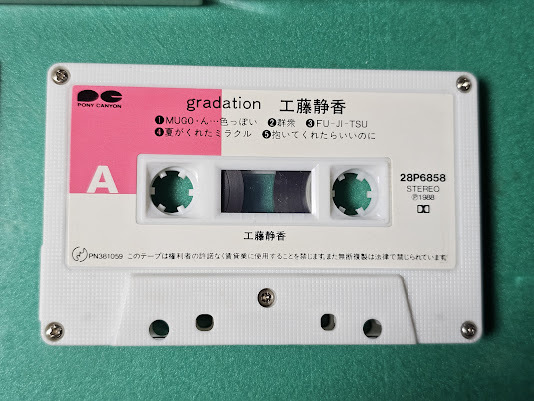 PONY CANYON
gradation 工藤静香
❶MUGO・ん…色っぽい ❷群衆 ❸FU-JI-TSU
❹夏がくれたミラクル ❺抱いてくれたらいいのに
A
28P6858
STEREO
Ⓟ1988
工藤静香
PN381059 このテープは権利者の許諾なく賃貸業に使用することを禁じます。また無断複製は法律で禁じられています。